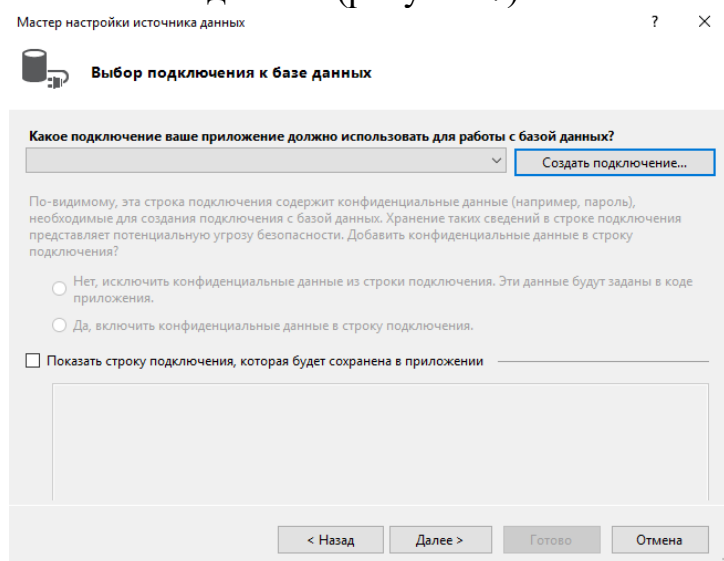 Мастер настройки источника данных
Выбор подключения к базе данных
Какое подключение ваше приложение должно использовать для работы с базой данных?
Создать подключение...
По-видимому, эта строка подключения содержит конфиденциальные данные (например, пароль),
необходимые для создания подключения с базой данных. Хранение таких сведений в строке подключения
представляет потенциальную угрозу безопасности. Добавить конфиденциальные данные в строку
подключения?
Нет, исключить конфиденциальные данные из строки подключения. Эти данные будут заданы в коде
приложения.
Да, включить конфиденциальные данные в строку подключения.
Показать строку подключения, которая будет сохранена в приложении
< Назад
Далее >
Готово
Отмена